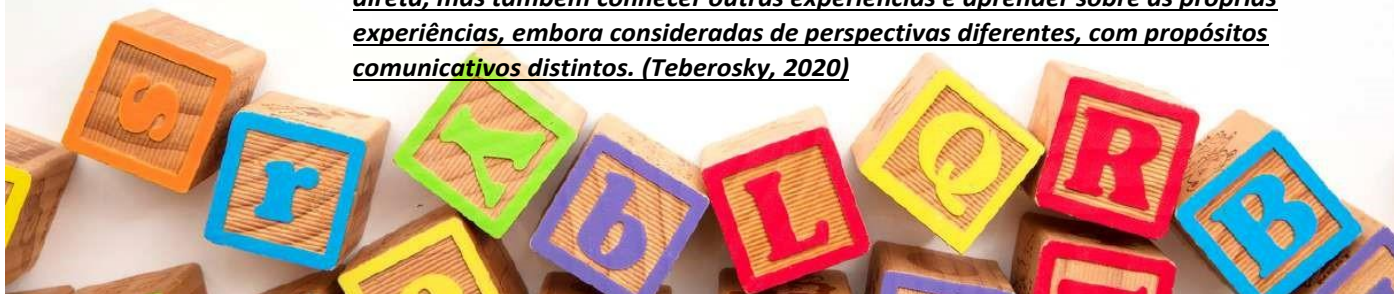 direta, mas também conhecer outras experiências e aprender sobre as próprias
experiências, embora consideradas de perspectivas diferentes, com propósitos
comunicativos distintos. (Teberosky, 2020)
s
r
x
b
L
Q
R
B